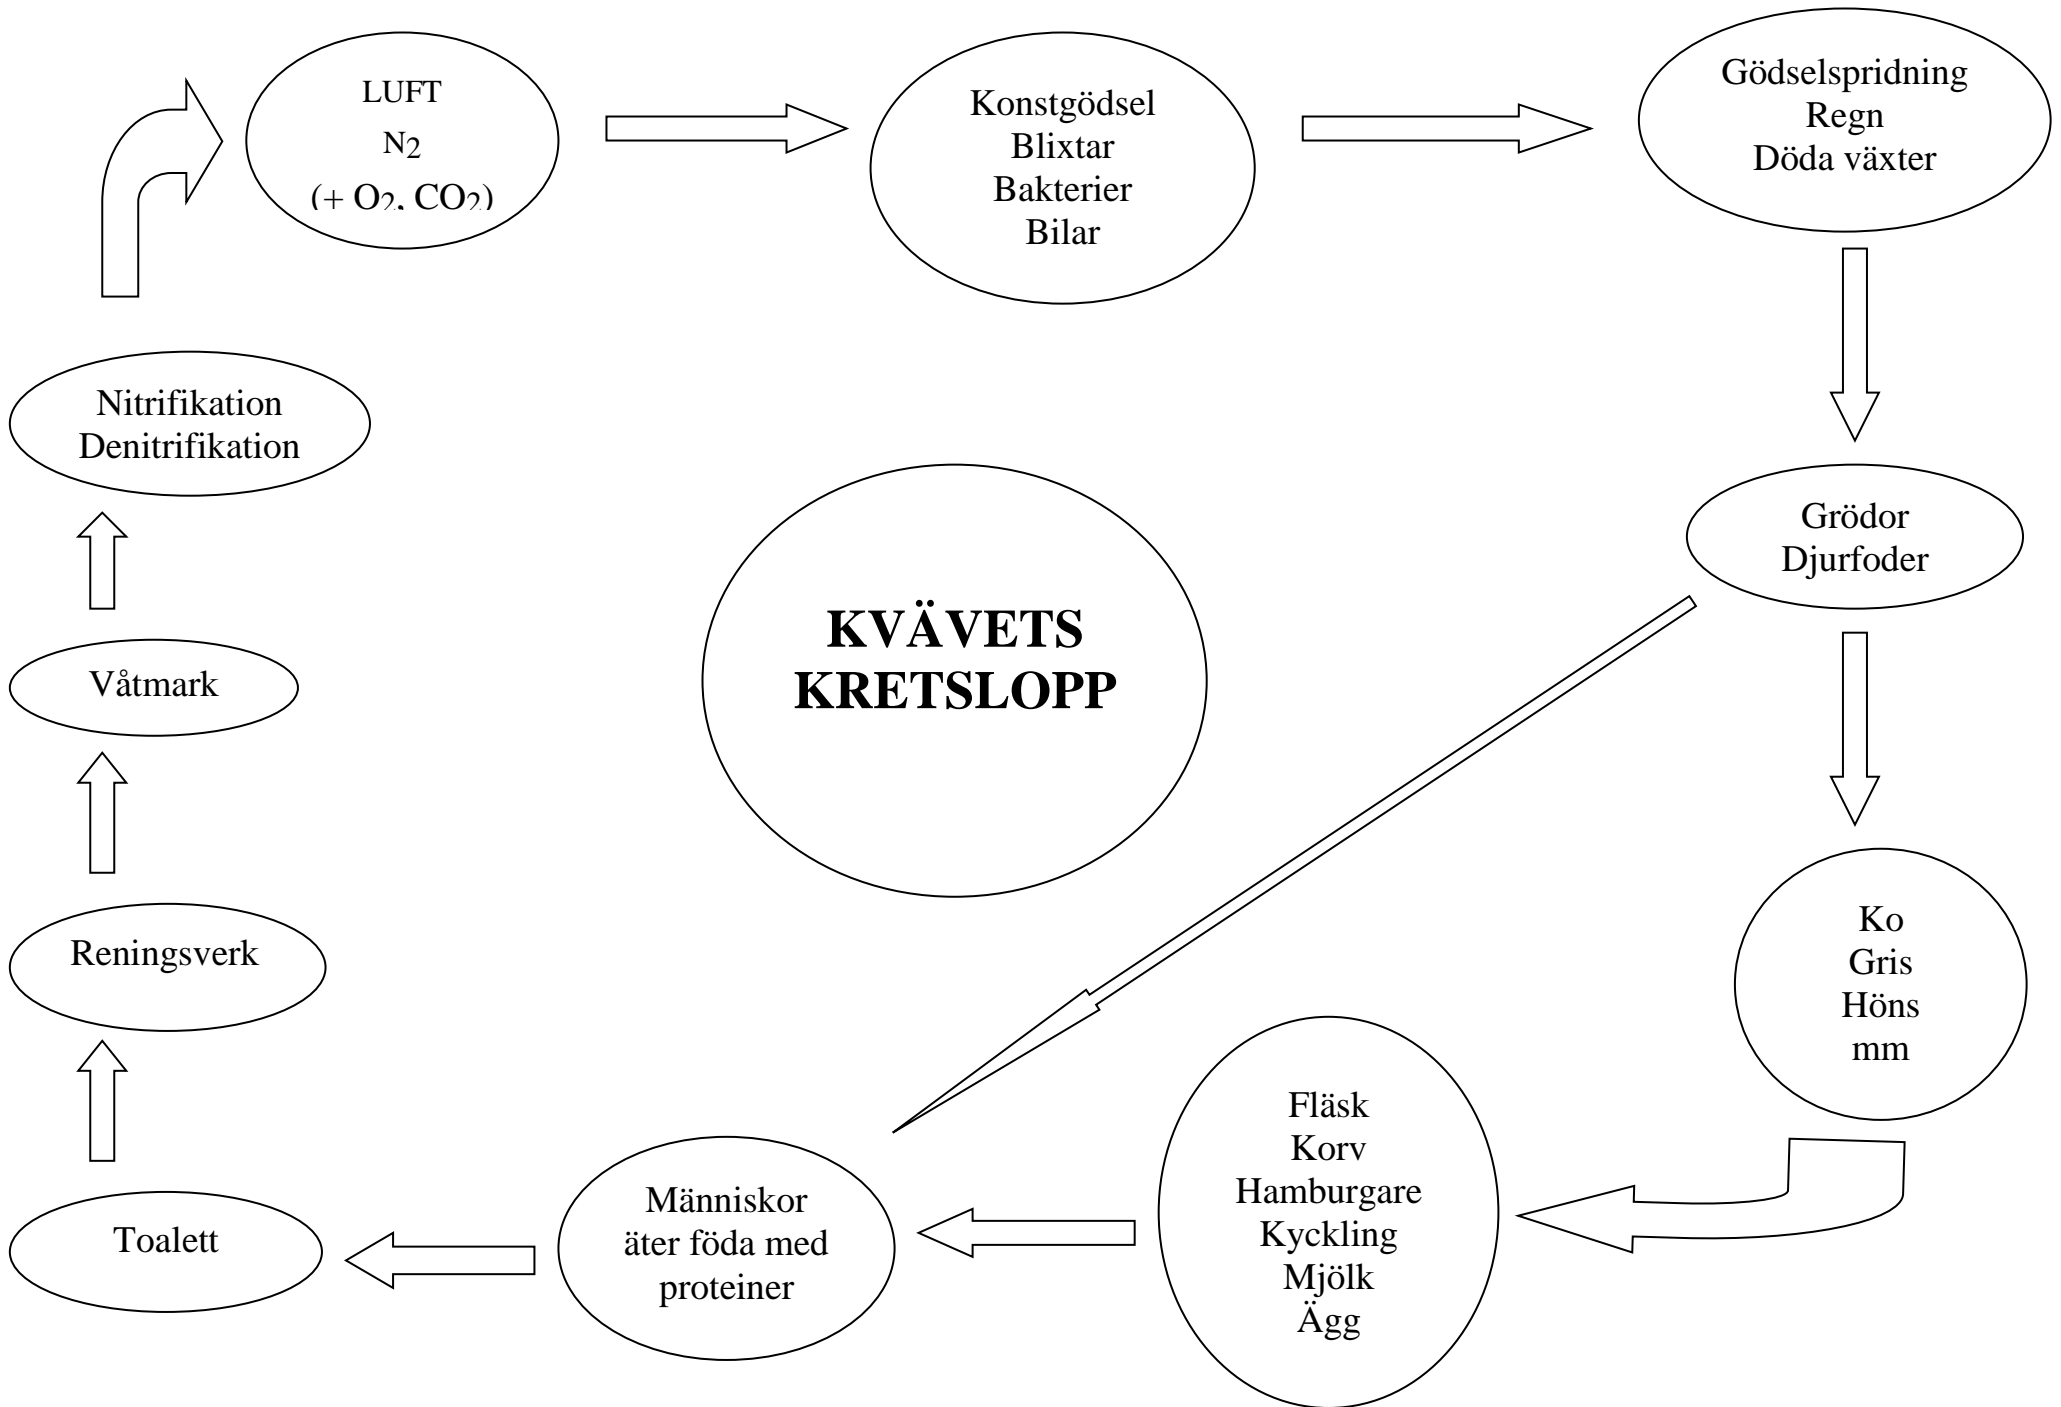 LUFT
N2
(+ O2, CO2)
Konstgödsel
Blixtar
Bakterier
Bilar
Gödselspridning
Regn
Döda växter
Grödor
Djurfoder
Ko
Gris
Höns
mm
Fläsk
Korv
Hamburgare
Kyckling
Mjölk
Ägg
Människor
äter föda med
proteiner
Toalett
Reningsverk
Våtmark
Nitrifikation
Denitrifikation
KVÄVETS
KRETSLOPP